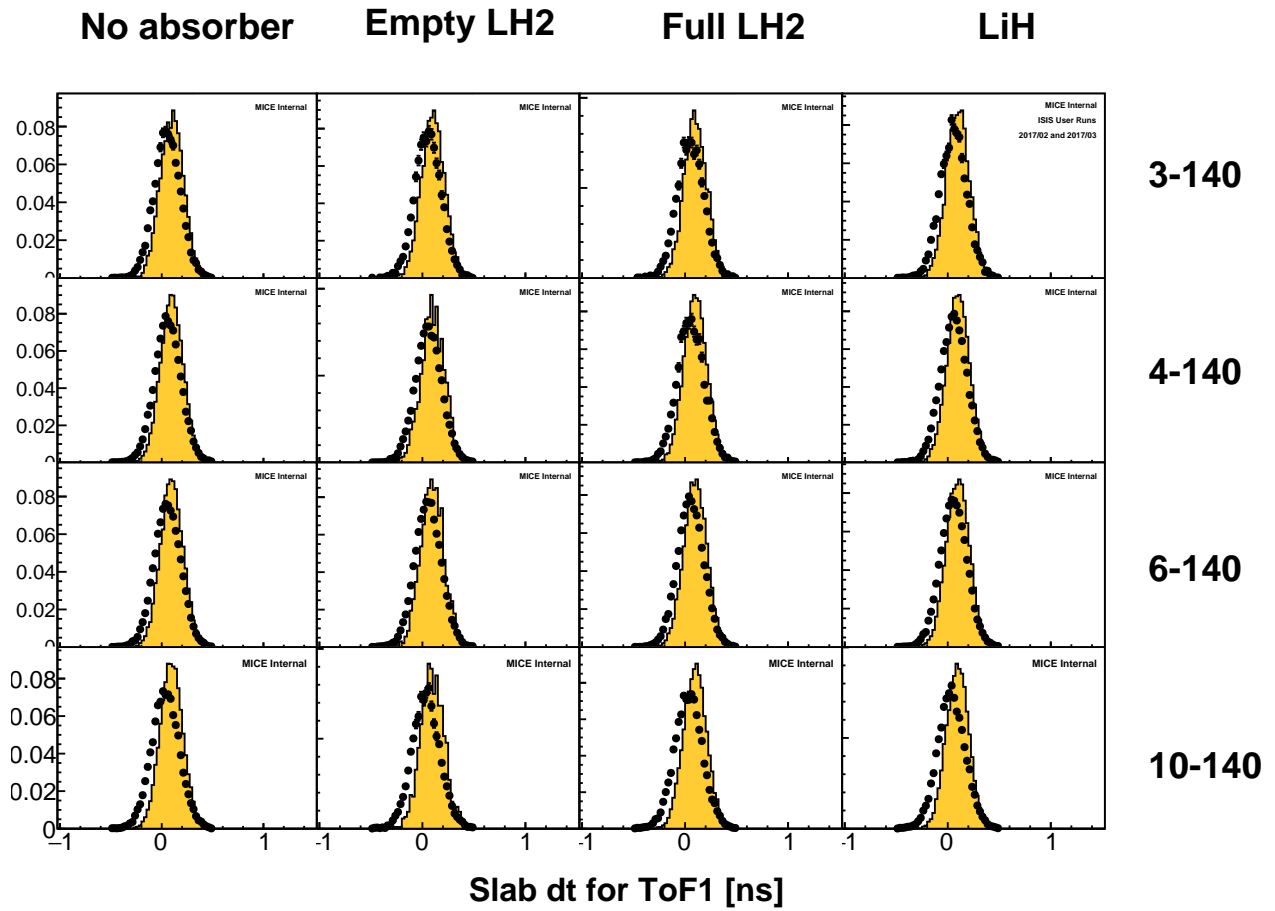 No absorber Empty LH2 Full LH2 LiH
MICE Internal MICE Internal MICE Internal MICE Internal
ISIS User Runs
2017/02 and 2017/03
0.08
0.06
0.04
0.02
0
3-140
MICE Internal MICE Internal MICE Internal MICE Internal
0.08
0.06
0.04
0.02
0
4-140
MICE Internal MICE Internal MICE Internal MICE Internal
0.08
0.06
0.04
0.02
0
6-140
MICE Internal MICE Internal MICE Internal MICE Internal
0.08
0.06
0.04
0.02
0
10-140
−1 0 1 -1 0 1 -1 0 1 -1 0 1
Slab dt for ToF1 [ns]